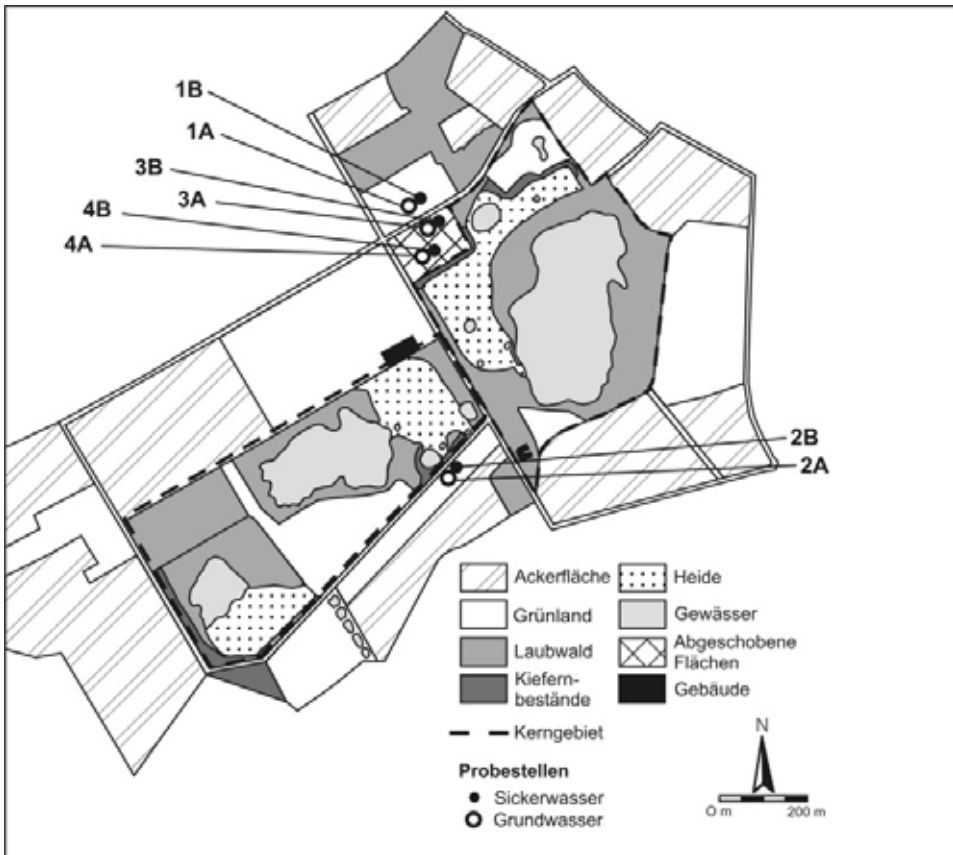 1B
1A
3B
3A
4B
4A
2B
2A
Ackerfläche
Heide
Grünland
Gewässer
Laubwald
Abgeschobene
Flächen
Kiefern-
bestände
Gebäude
Kerngebiet
Probestellen
Sickerwasser
Grundwasser
N
O m
200 m